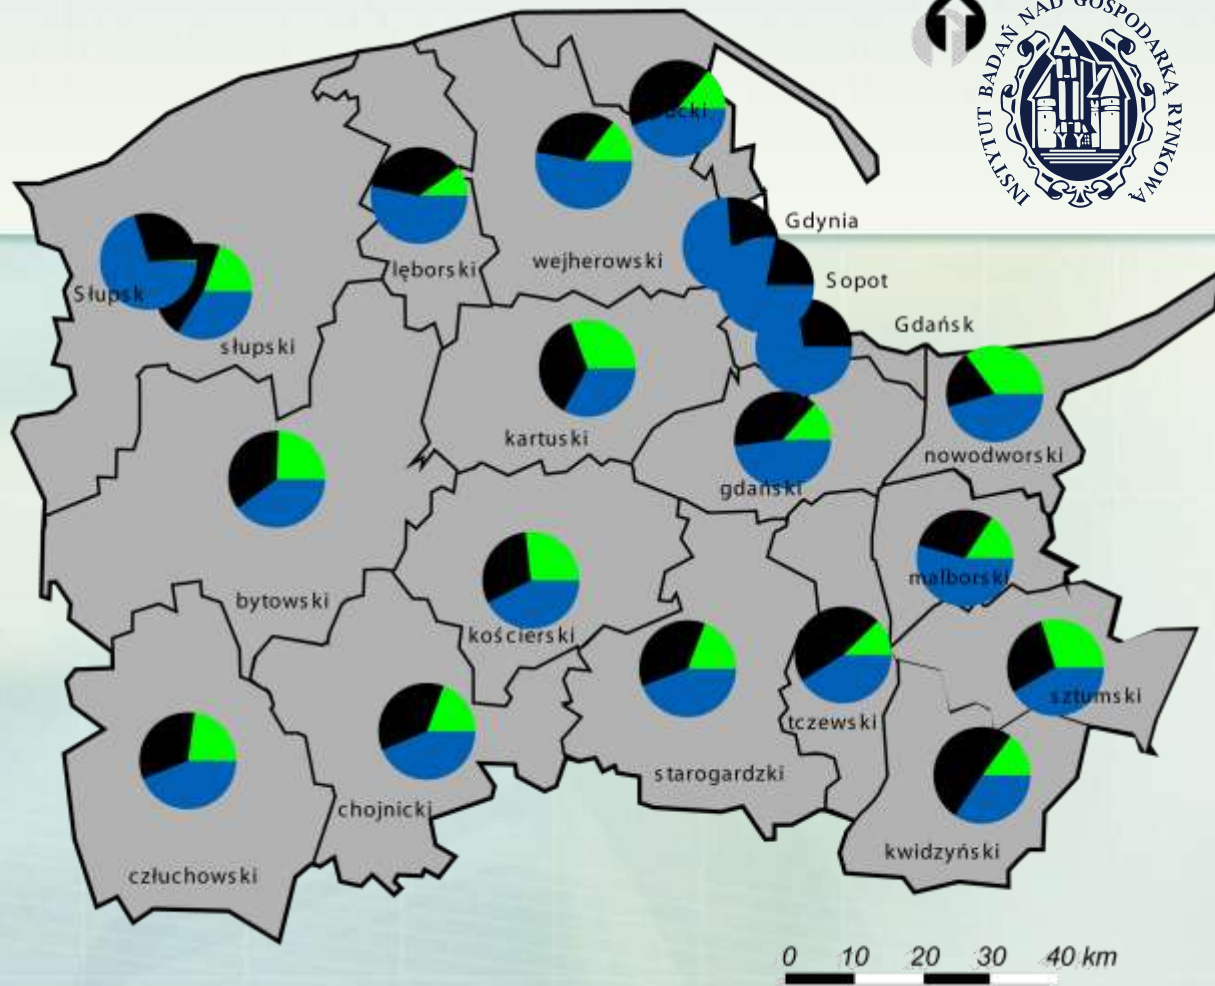 INSTYTUT BADAŃ NAD GOSPODARKĄ RYNKOWĄ
Gdynia
wejherowski
lęborski
Sopot
Słupsk
Gdańsk
słupski
kartuski
nowodworski
gdański
malborski
bytowski
kościerski
sztumski
tczewski
starogardzki
chojnicki
kwidzyński
człuchowski
0 10 20 30 40 km